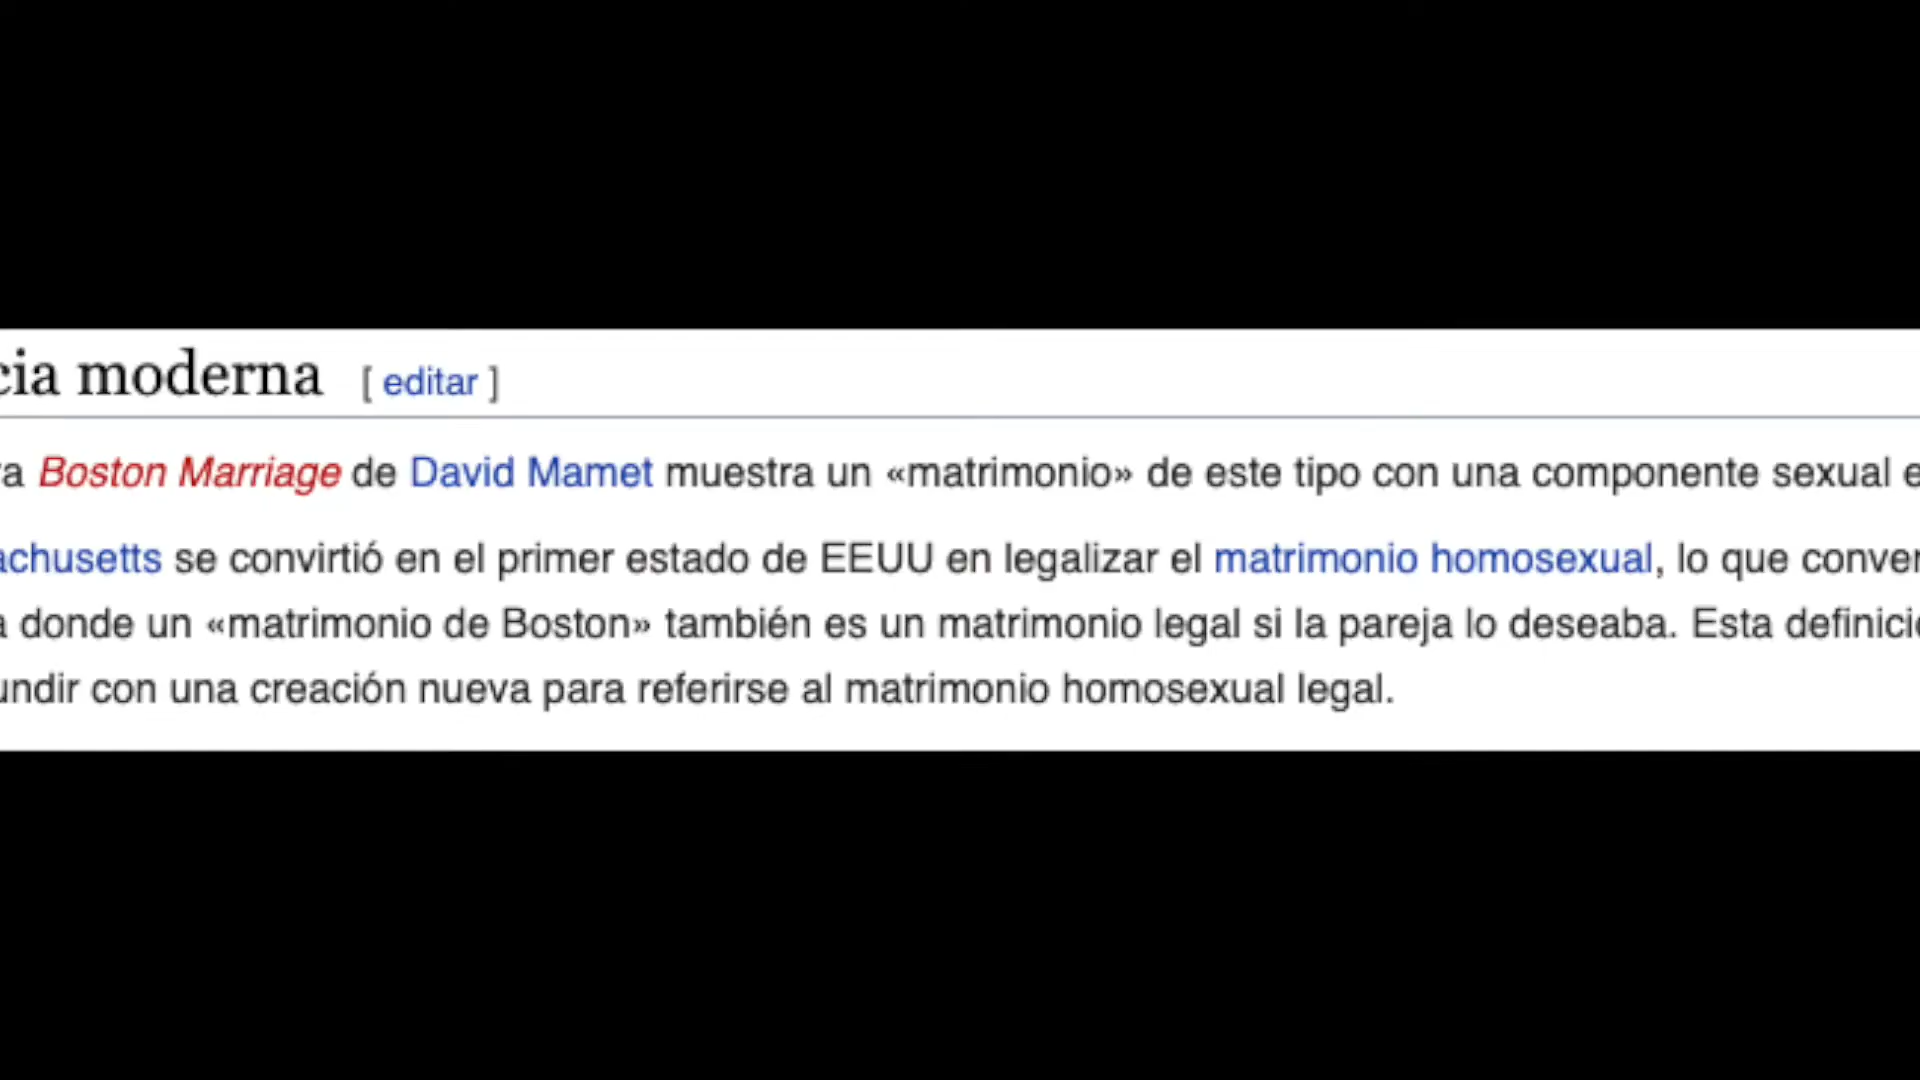 cia moderna [ editar ]
a Boston Marriage de David Mamet muestra un «matrimonio» de este tipo con una componente sexual e
achusetts se convirtió en el primer estado de EEUU en legalizar el matrimonio homosexual, lo que conver
a donde un «matrimonio de Boston» también es un matrimonio legal si la pareja lo deseaba. Esta definici
undir con una creación nueva para referirse al matrimonio homosexual legal.